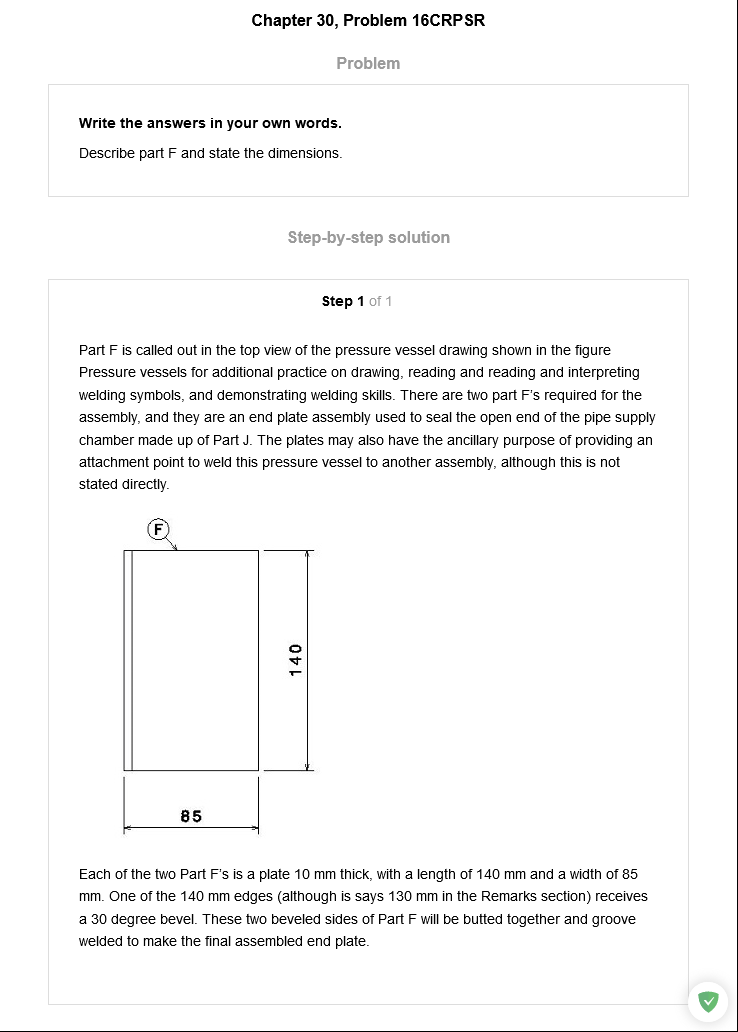 Chapter 30, Problem 16CRPSR
Problem
Write the answers in your own words.
Describe part F and state the dimensions.
Step-by-step solution
Step 1 of 1
Part F is called out in the top view of the pressure vessel drawing shown in the figure
Pressure vessels for additional practice on drawing, reading and reading and interpreting
welding symbols, and demonstrating welding skills. There are two part F's required for the
assembly, and they are an end plate assembly used to seal the open end of the pipe supply
chamber made up of Part J. The plates may also have the ancillary purpose of providing an
attachment point to weld this pressure vessel to another assembly, although this is not
stated directly.
F
140
85
Each of the two Part F's is a plate 10 mm thick, with a length of 140 mm and a width of 85
mm. One of the 140 mm edges (although is says 130 mm in the Remarks section) receives
a 30 degree bevel. These two beveled sides of Part F will be butted together and groove
welded to make the final assembled end plate.